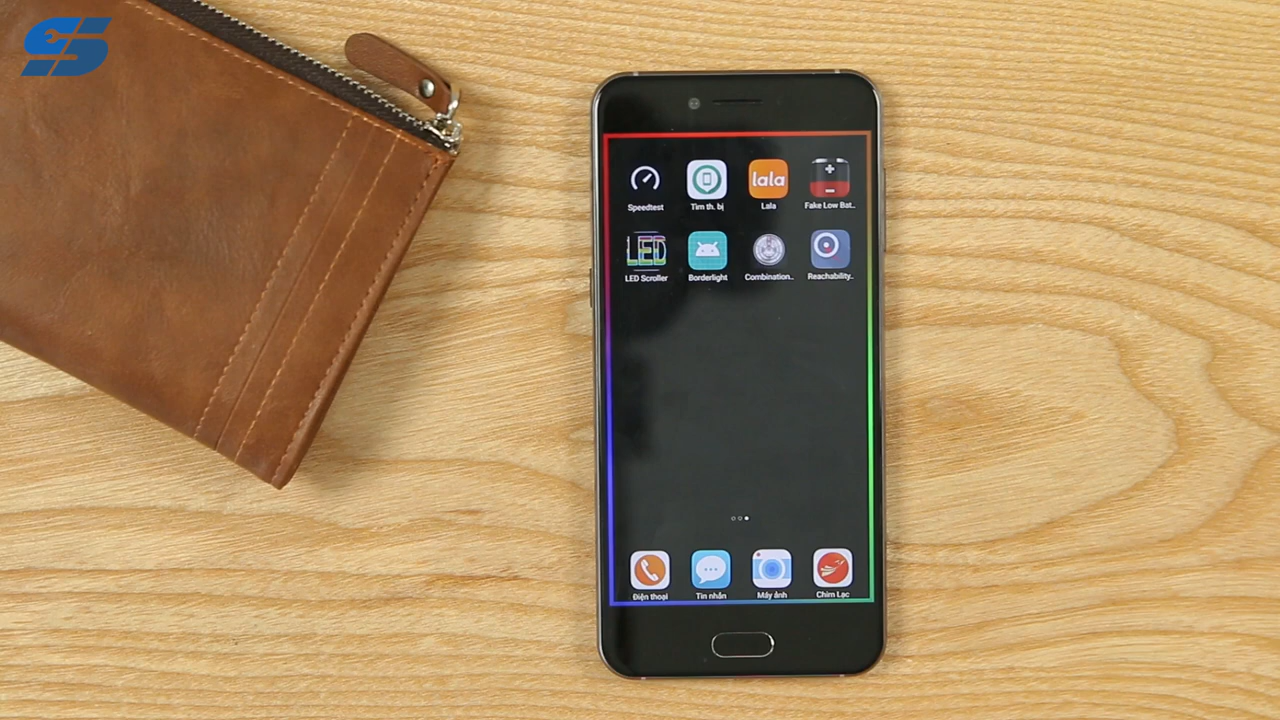 Speedtest
Tìm th. bị
lala
Lala
Fake Low Bat..
LED
LED Scroller
Borderlight
Combination..
Reachability..
Điện thoại
Tin nhắn
Máy ảnh
Chim Lạc